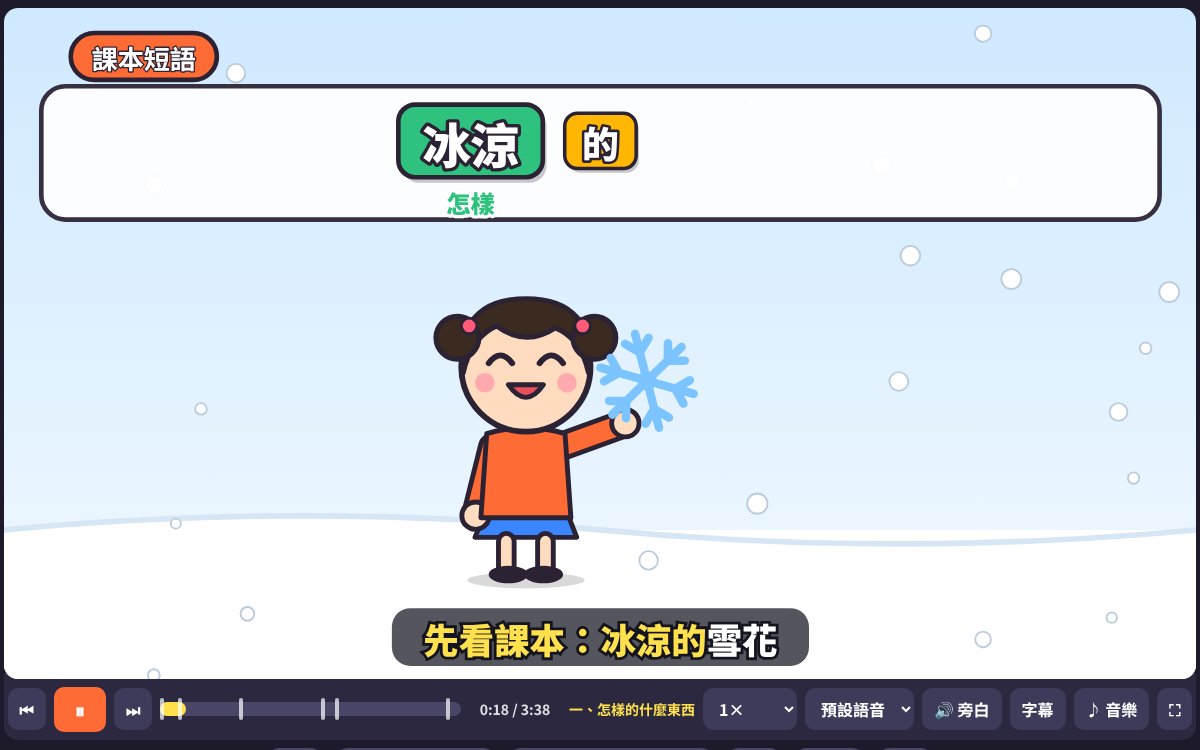 課本短語
冰涼 的
怎樣
先看課本：冰涼的雪花
0:18 / 3:38 一、怎樣的什麼東西 1× 預設語音 旁白 字幕 ♪ 音樂